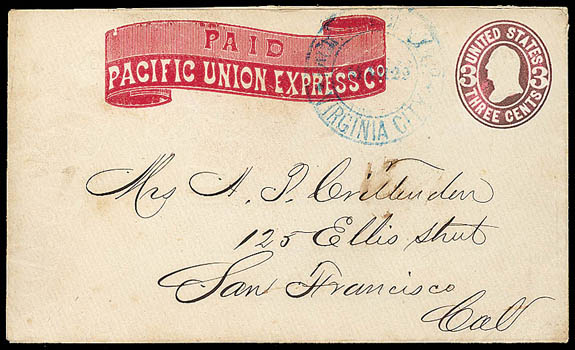 PAID
PACIFIC UNION EXPRESS Co
VIRGINIA CITY
29
UNITED STATES
3 3
THREE CENTS
Mrs A. P. Crittenden
125 Ellis street
San Francisco
Cal